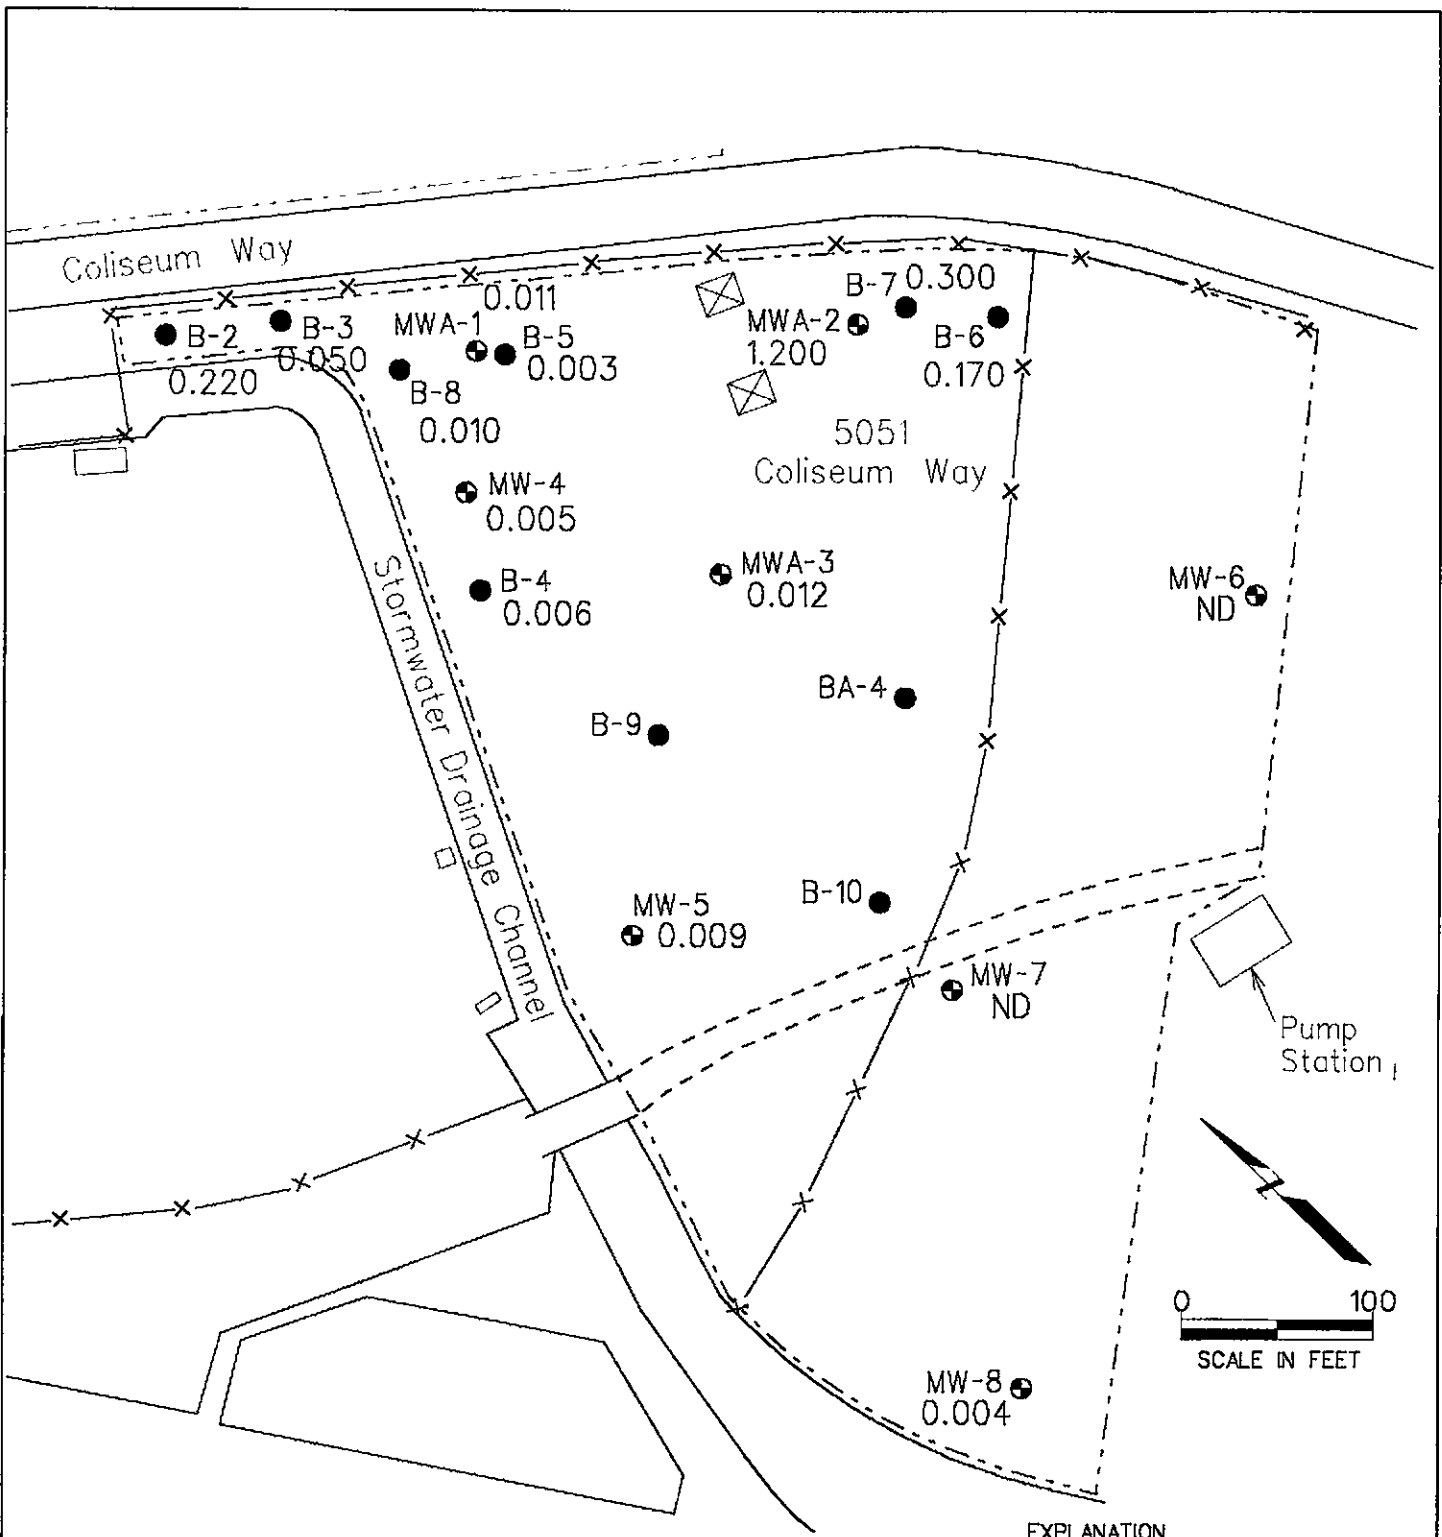 Coliseum Way
0.011
B-7 0.300
B-2
B-3
MWA-1
B-5
MWA-2
B-6
0.220
0.050
0.003
1.200
0.170
B-8
0.010
5051
Coliseum Way
MW-4
0.005
MWA-3
0.012
MW-6
ND
B-4
0.006
Stormwater Drainage Channel
BA-4
B-9
B-10
MW-5
0.009
MW-7
ND
Pump
Station
0 100
SCALE IN FEET
MW-8
0.004
EXPLANATION